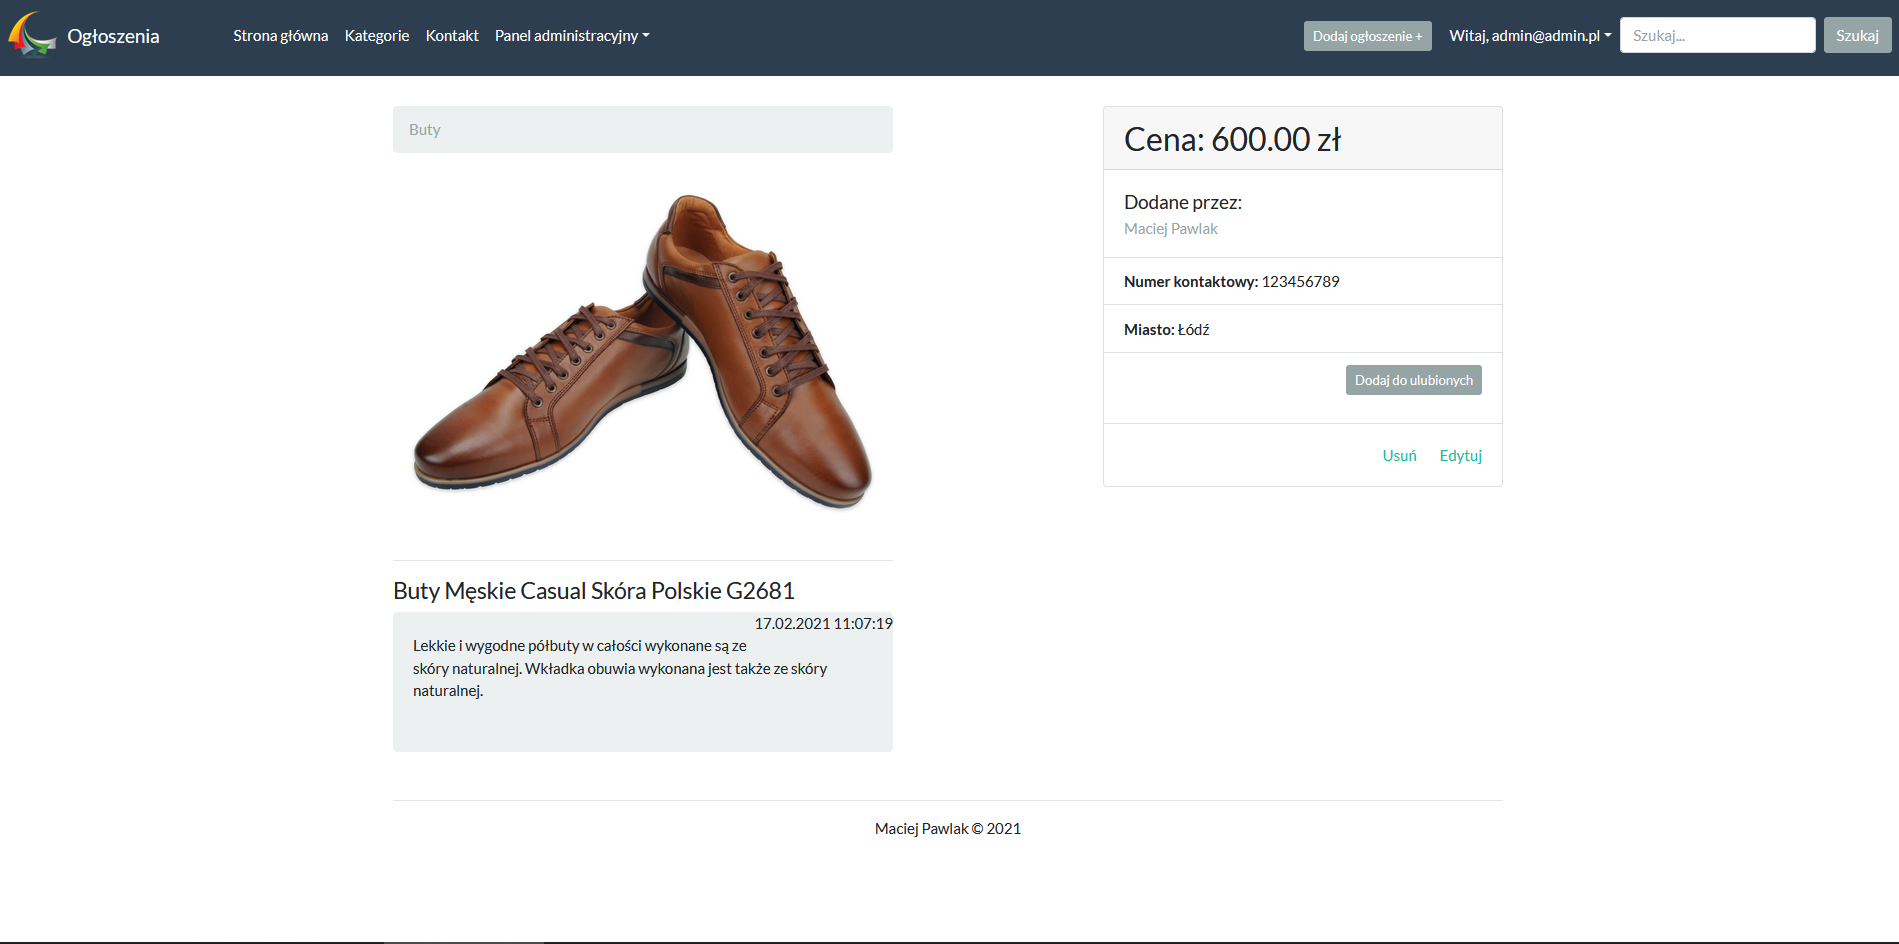 Ogłoszenia
Strona główna Kategorie Kontakt Panel administracyjny
Dodaj ogłoszenie + Witaj, admin@admin.pl Szukaj... Szukaj
Buty
Buty Męskie Casual Skóra Polskie G2681
17.02.2021 11:07:19
Lekkie i wygodne półbuty w całości wykonane są ze
skóry naturalnej. Wkładka obuwia wykonana jest także ze skóry
naturalnej.
Cena: 600.00 zł
Dodane przez:
Maciej Pawlak
Numer kontaktowy: 123456789
Miasto: Łódź
Dodaj do ulubionych
Usuń Edytuj
Maciej Pawlak © 2021